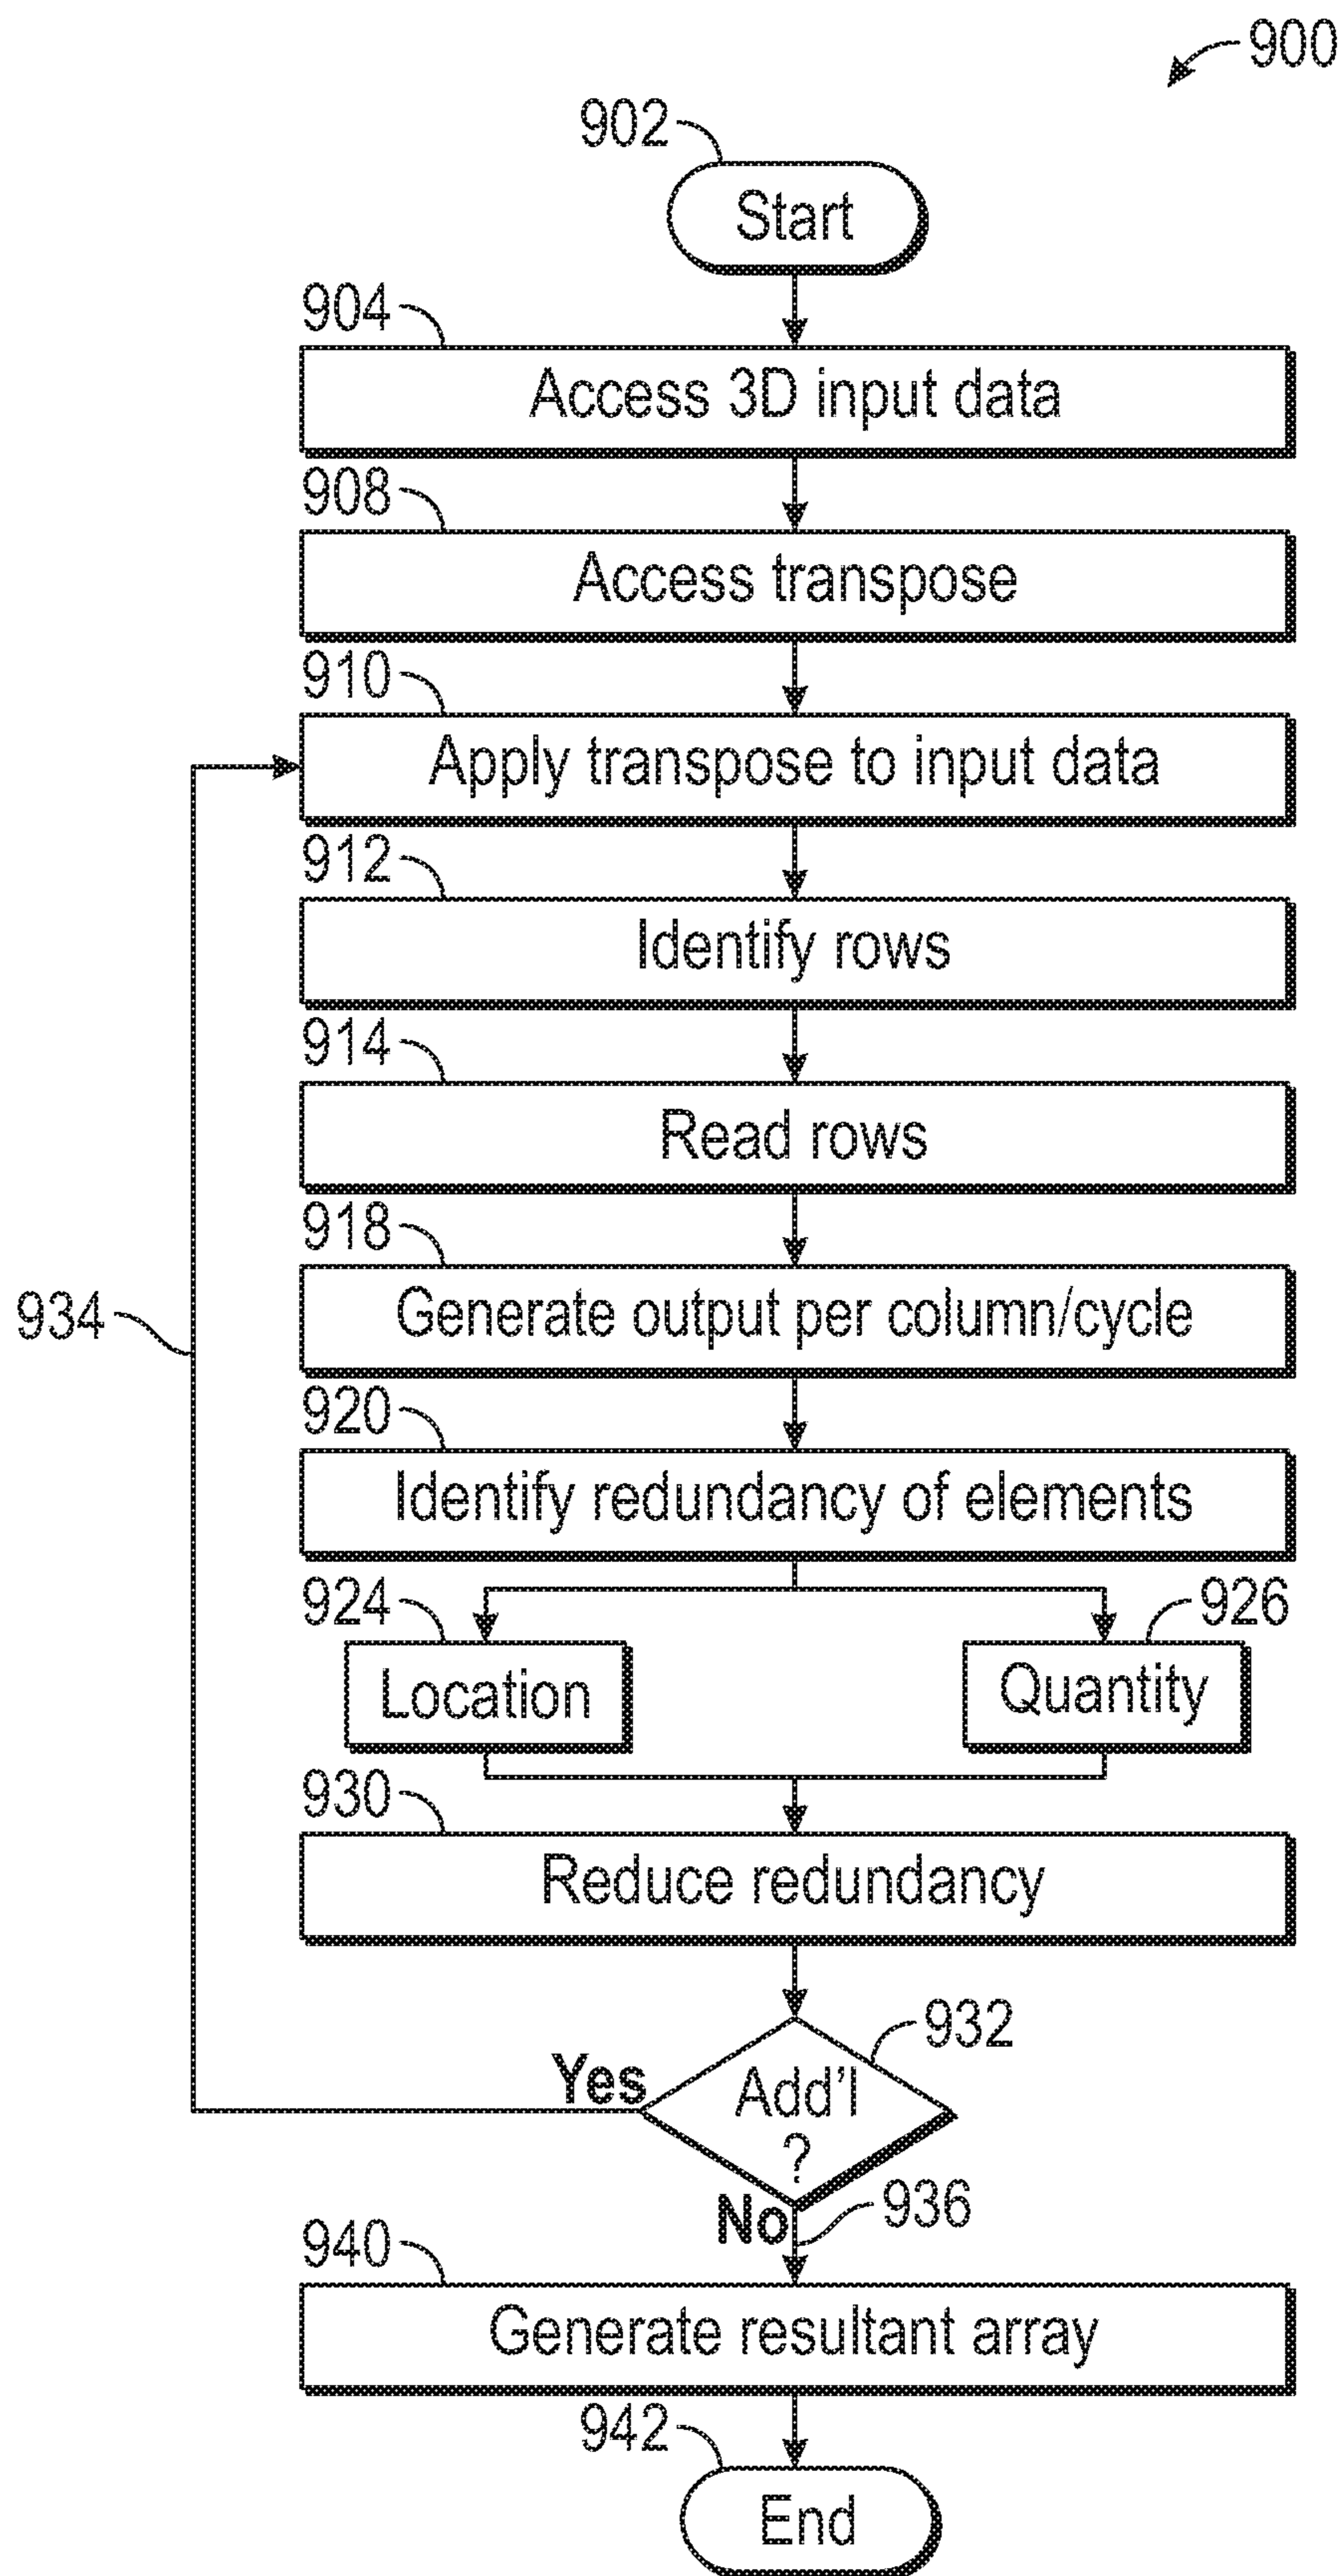 900
902
Start
904
Access 3D input data
908
Access transpose
910
Apply transpose to input data
912
Identify rows
914
Read rows
918
Generate output per column/cycle
934
920
Identify redundancy of elements
924
926
Location
Quantity
930
Reduce redundancy
932
Yes
Add'l
?
No
936
940
Generate resultant array
942
End